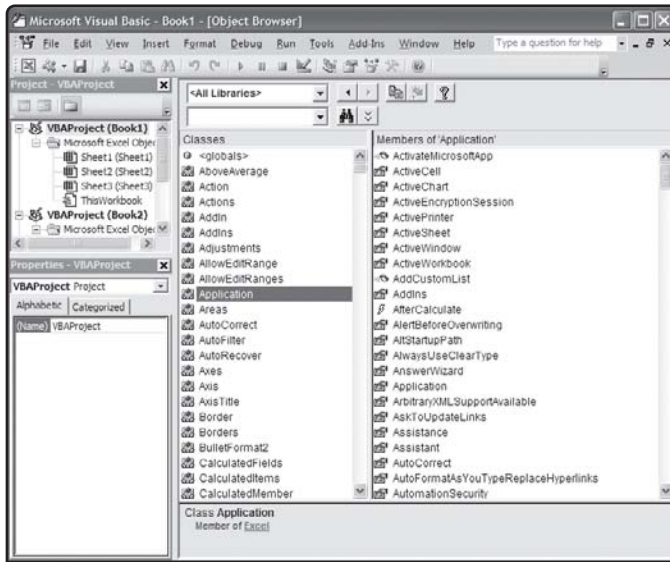 Microsoft Visual Basic - Book1 - [Object Browser]
File Edit View Insert Format Debug Run Tools Add-Ins Window Help Type a question for help
Project - VBAProject
VBAProject (Book1)
Microsoft Excel Objec
Sheet1 (Sheet1)
Sheet2 (Sheet2)
Sheet3 (Sheet3)
ThisWorkbook
VBAProject (Book2)
Microsoft Excel Objec
Properties - VBAProject
VBAProject Project
Alphabetic Categorized
(Name) VBAProject
<All Libraries>
Classes
<globals>
AboveAverage
Action
Actions
AddIn
AddIns
Adjustments
AllowEditRange
AllowEditRanges
Application
Areas
AutoCorrect
AutoFilter
AutoRecover
Axes
Axis
AxisTitle
Border
Borders
BulletFormat2
CalculatedFields
CalculatedItems
CalculatedMember
Members of 'Application'
ActivateMicrosoftApp
ActiveCell
ActiveChart
ActiveEncryptionSession
ActivePrinter
ActiveSheet
ActiveWindow
ActiveWorkbook
AddCustomList
AddIns
AfterCalculate
AlertBeforeOverwriting
AltStartupPath
AlwaysUseClearType
AnswerWizard
Application
ArbitraryXMLSupportAvailable
AskToUpdateLinks
Assistance
Assistant
AutoCorrect
AutoFormatAsYouTypeReplaceHyperlinks
AutomationSecurity
Class Application
Member of Excel